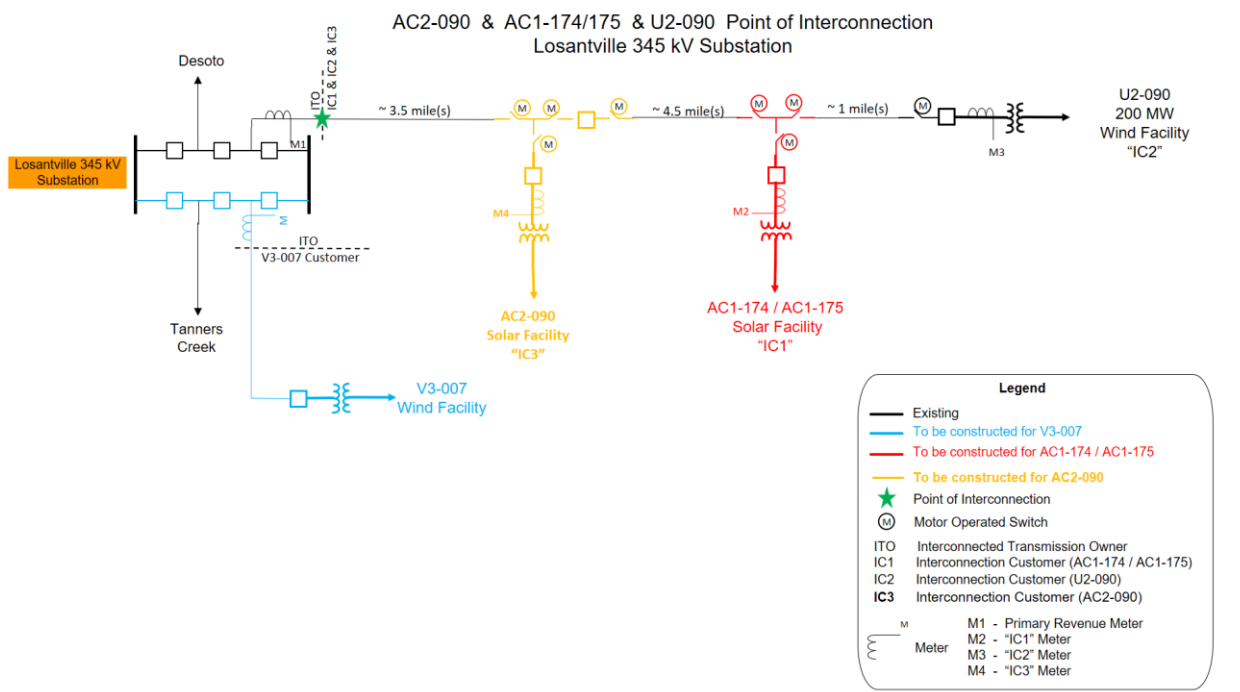 AC2-090 & AC1-174/175 & U2-090 Point of Interconnection
Losantville 345 kV Substation
Desoto
ITO
IC1 & IC2 & IC3
~ 3.5 mile(s)
M
M
M
~ 4.5 mile(s)
M
M
~ 1 mile(s)
M
U2-090
200 MW
Wind Facility
“IC2”
M1
M
M
M3
Losantville 345 kV
Substation
M4
M2
M
ITO
V3-007 Customer
Tanners
Creek
AC2-090
Solar Facility
“IC3”
AC1-174 / AC1-175
Solar Facility
“IC1”
V3-007
Wind Facility
Legend
Existing
To be constructed for V3-007
To be constructed for AC1-174 / AC1-175
To be constructed for AC2-090
Point of Interconnection
M Motor Operated Switch
ITO Interconnected Transmission Owner
IC1 Interconnection Customer (AC1-174 / AC1-175)
IC2 Interconnection Customer (U2-090)
IC3 Interconnection Customer (AC2-090)
M
Meter
M1 - Primary Revenue Meter
M2 - “IC1” Meter
M3 - “IC2” Meter
M4 - “IC3” Meter